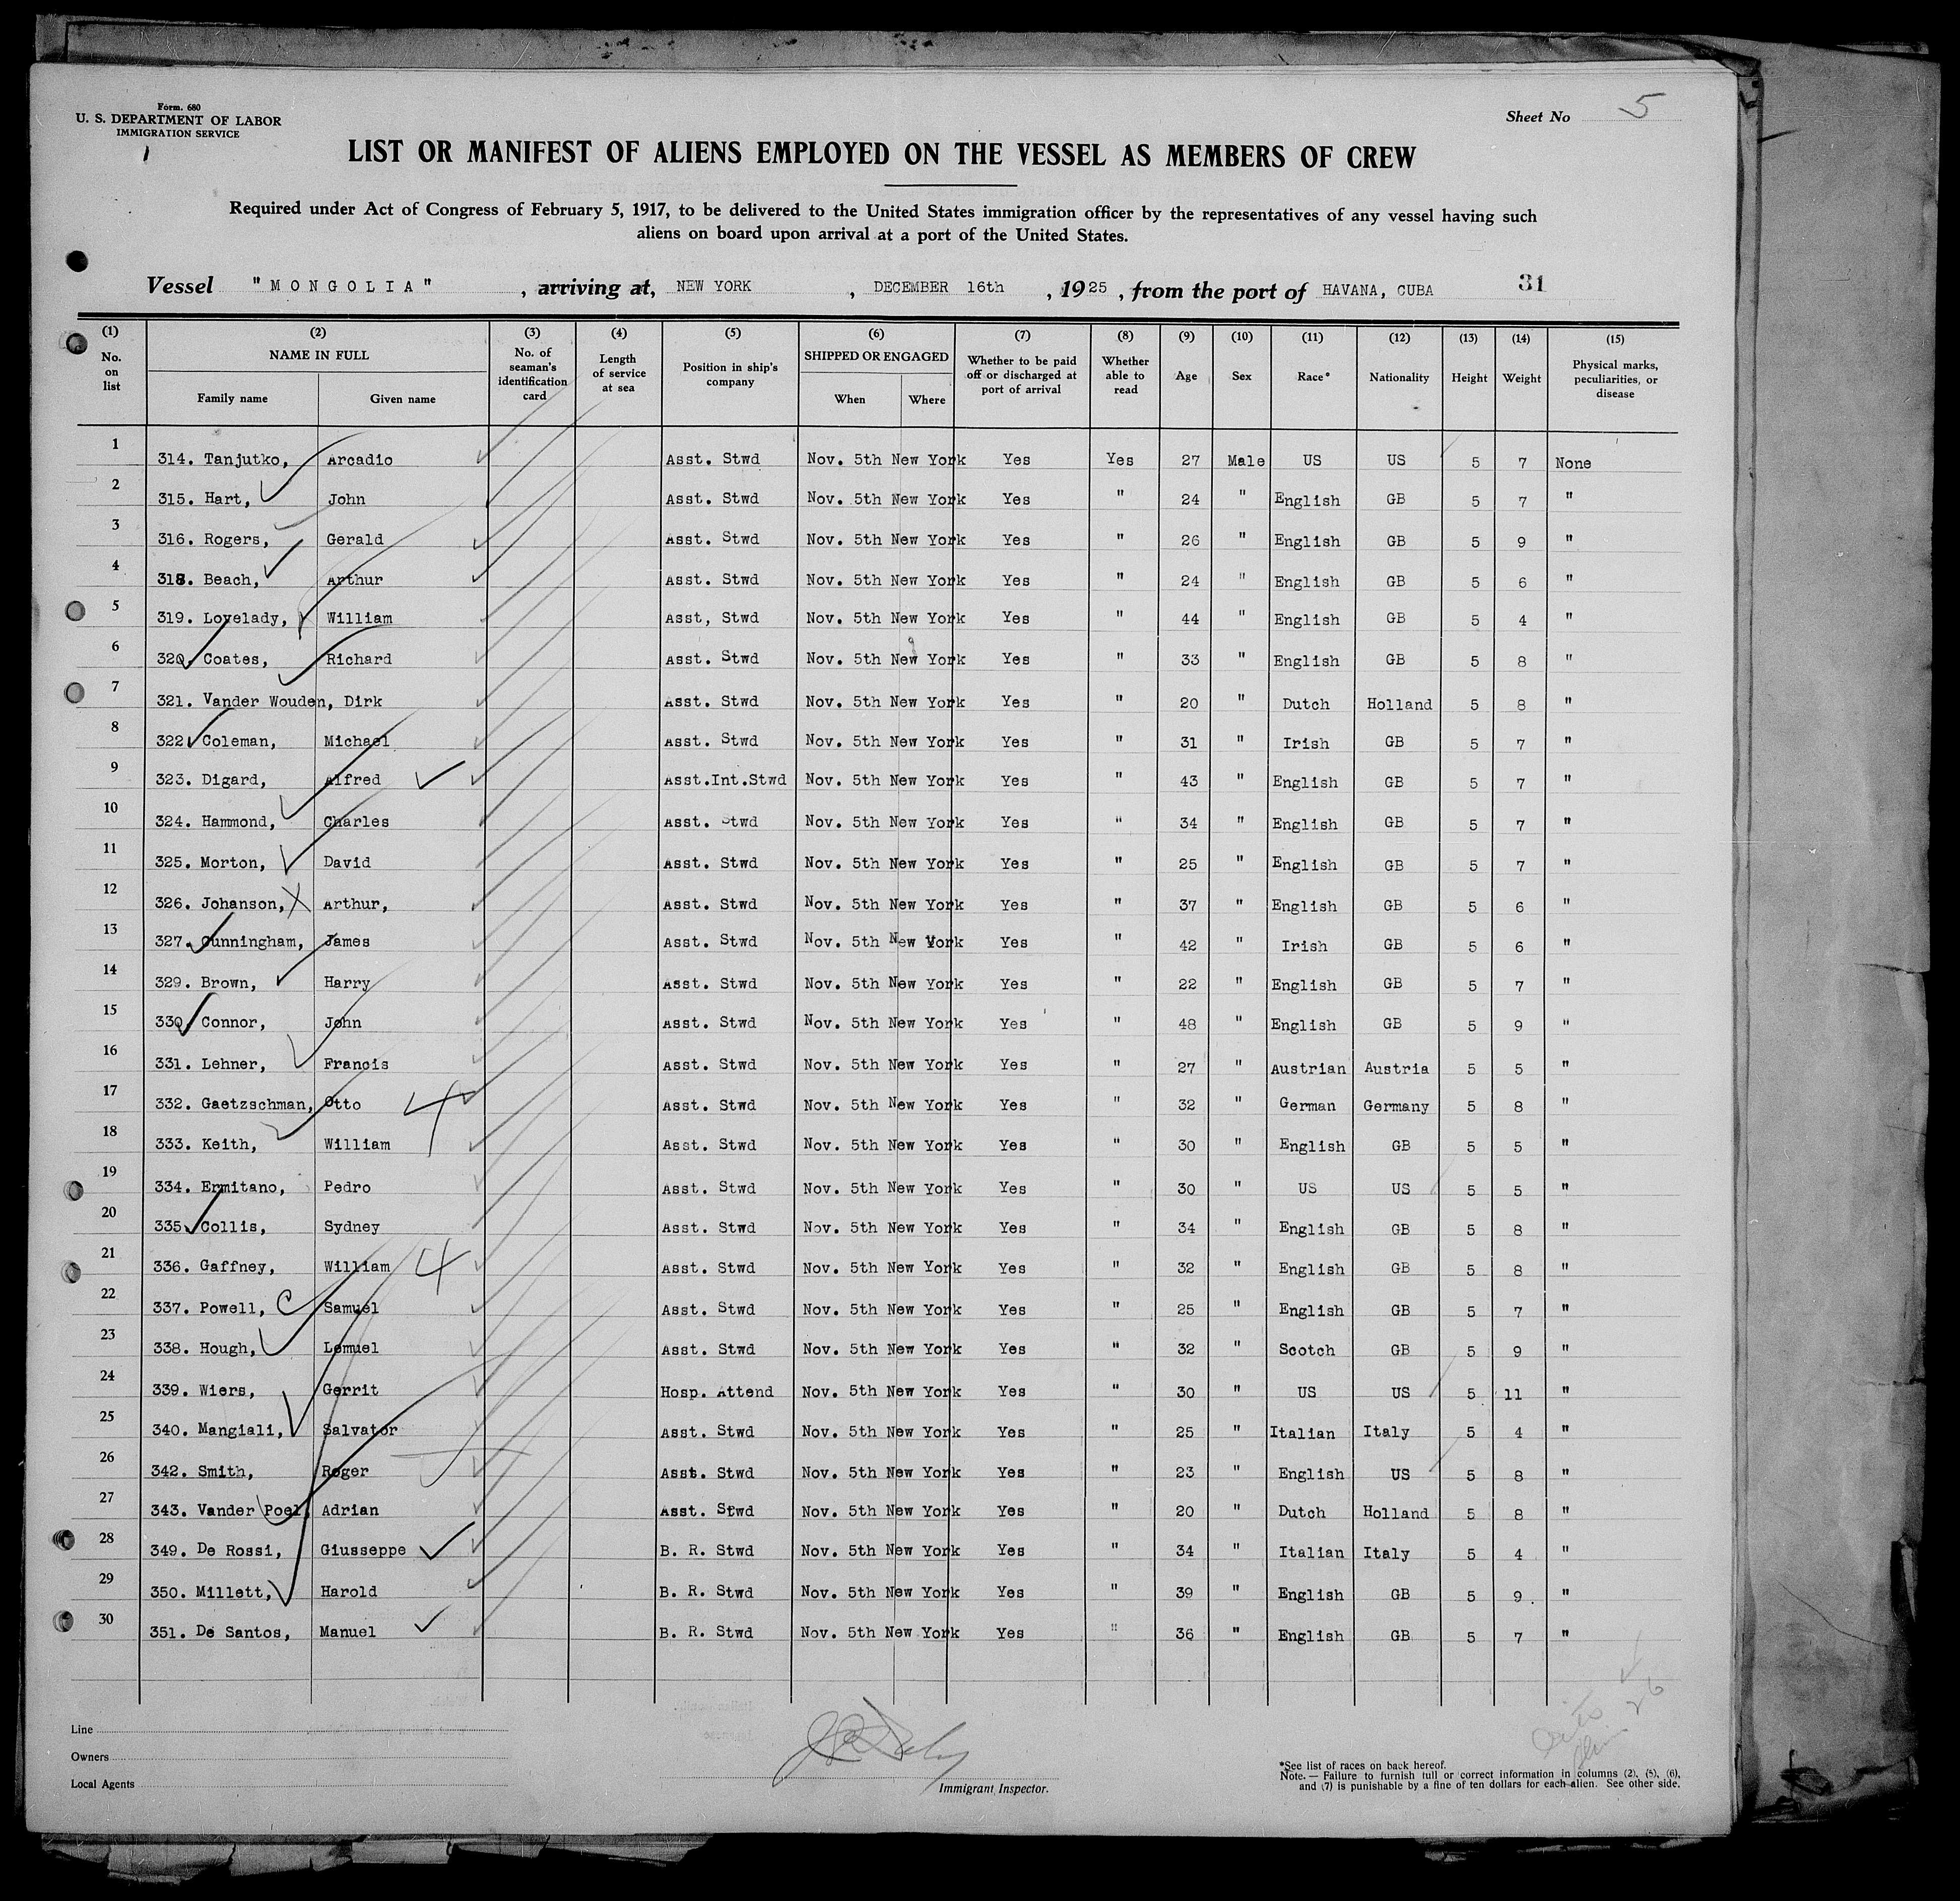 Form. 680
U. S. DEPARTMENT OF LABOR
IMMIGRATION SERVICE
Sheet No 5
LIST OR MANIFEST OF ALIENS EMPLOYED ON THE VESSEL AS MEMBERS OF CREW
Required under Act of Congress of February 5, 1917, to be delivered to the United States immigration officer by the representatives of any vessel having such
aliens on board upon arrival at a port of the United States.
Vessel "MONGOLIA", arriving at, NEW YORK, DECEMBER 16th, 1925, from the port of HAVANA, CUBA 31
(1) (2) (3) (4) (5) (6) (7) (8) (9) (10) (11) (12) (13) (14) (15)
No. on list NAME IN FULL Family name Given name No. of seaman's identification card Length of service at sea Position in ship's company SHIPPED OR ENGAGED When Where Whether to be paid off or discharged at port of arrival Whether able to read Age Sex Race* Nationality Height Weight Physical marks, peculiarities, or disease
1 314. Tanjutko, Arcadio Asst. Stwd Nov. 5th New York Yes Yes 27 Male US US 5 7 None
2 315. Hart, John Asst. Stwd Nov. 5th New York Yes " 24 " English GB 5 7 "
3 316. Rogers, Gerald Asst. Stwd Nov. 5th New York Yes " 26 " English GB 5 9 "
4 318. Beach, Arthur Asst. Stwd Nov. 5th New York Yes " 24 " English GB 5 6 "
5 319. Lovelady, William Asst, Stwd Nov. 5th New York Yes " 44 " English GB 5 4 "
6 320. Coates, Richard Asst. Stwd Nov. 5th New York Yes " 33 " English GB 5 8 "
7 321. Vander Wouden, Dirk Asst. Stwd Nov. 5th New York Yes " 20 " Dutch Holland 5 8 "
8 322 Coleman, Michael Asst. Stwd Nov. 5th New York Yes " 31 " Irish GB 5 7 "
9 323. Digard, Alfred Asst.Int.Stwd Nov. 5th New York Yes " 43 " English GB 5 7 "
10 324. Hammond, Charles Asst. Stwd Nov. 5th New York Yes " 34 " English GB 5 7 "
11 325. Morton, David Asst. Stwd Nov. 5th New York Yes " 25 " English GB 5 7 "
12 326. Johanson, X Arthur, Asst. Stwd Nov. 5th New York Yes " 37 " English GB 5 6 "
13 327. Cunningham, James Asst. Stwd Nov. 5th New York Yes " 42 " Irish GB 5 6 "
14 329. Brown, Harry Asst. Stwd Nov. 5th New York Yes " 22 " English GB 5 7 "
15 330. Connor, John Asst. Stwd Nov. 5th New York Yes " 48 " English GB 5 9 "
16 331. Lehner, Francis Asst. Stwd Nov. 5th New York Yes " 27 " Austrian Austria 5 5 "
17 332. Gaetzschman, Otto Asst. Stwd Nov. 5th New York Yes " 32 " German Germany 5 8 "
18 333. Keith, William Asst. Stwd Nov. 5th New York Yes " 30 " English GB 5 5 "
19 334. Ermitano, Pedro Asst. Stwd Nov. 5th New York Yes " 30 " US US 5 5 "
20 335. Collis, Sydney Asst. Stwd Nov. 5th New York Yes " 34 " English GB 5 8 "
21 336. Gaffney, William Asst. Stwd Nov. 5th New York Yes " 32 " English GB 5 8 "
22 337. Powell, Samuel Asst. Stwd Nov. 5th New York Yes " 25 " English GB 5 7 "
23 338. Hough, Lemuel Asst. Stwd Nov. 5th New York Yes " 32 " Scotch GB 5 9 "
24 339. Wiers, Gerrit Hosp. Attend Nov. 5th New York Yes " 30 " US US 5 11 "
25 340. Mangiali, Salvator Asst. Stwd Nov. 5th New York Yes " 25 " Italian Italy 5 4 "
26 342. Smith, Roger Asst. Stwd Nov. 5th New York Yes " 23 " English US 5 8 "
27 343. Vander Poel, Adrian Asst. Stwd Nov. 5th New York Yes " 20 " Dutch Holland 5 8 "
28 349. De Rossi, Giusseppe B. R. Stwd Nov. 5th New York Yes " 34 " Italian Italy 5 4 "
29 350. Millett, Harold B. R. Stwd Nov. 5th New York Yes " 39 " English GB 5 9 . "
30 351. De Santos, Manuel B. R. Stwd Nov. 5th New York Yes " 36 " English GB 5 7 "
26
Line
Owners
Local Agents
Immigrant Inspector.
*See list of races on back hereof.
Note.— Failure to furnish full or correct information in columns (2), (5), (6),
and (7) is punishable by a fine of ten dollars for each alien. See other side.